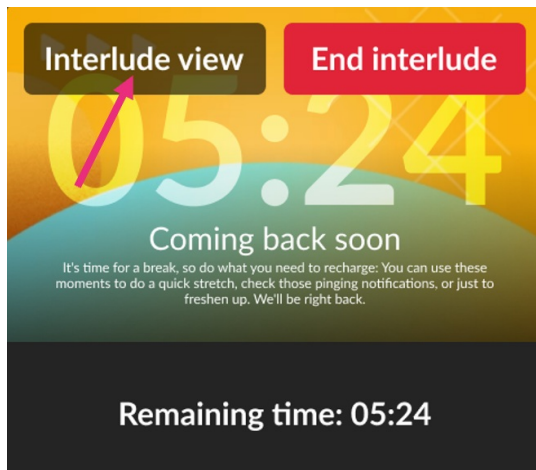 Interlude view
End interlude
05:24
Coming back soon
It's time for a break, so do what you need to recharge: You can use these
moments to do a quick stretch, check those pinging notifications, or just to
freshen up. We'll be right back.
Remaining time: 05:24